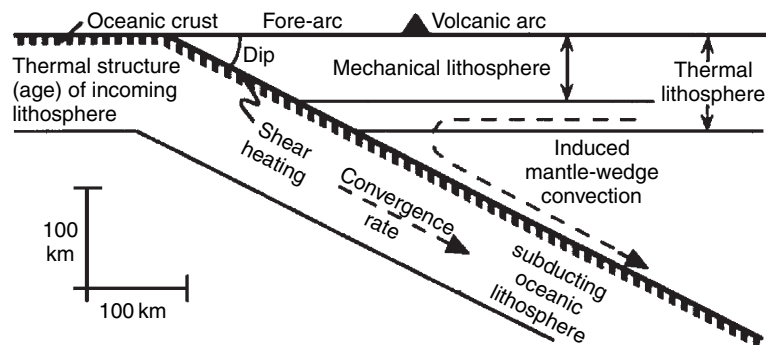 Oceanic crust
Fore-arc
Volcanic arc
Dip
Mechanical lithosphere
Thermal
lithosphere
Thermal structure
(age) of incoming
lithosphere
Shear
heating
Convergence
rate
Induced
mantle-wedge
convection
subducting
oceanic
lithosphere
100
km
100 km